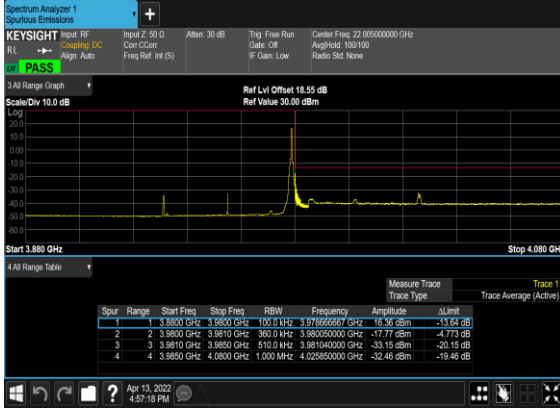 Spectrum Analyzer 1
Spurious Emissions
+
KEYSIGHT Input: RF Input Z: 50 Ω Atten: 30 dB Trig: Free Run Center Freq: 22.005000000 GHz
RL Coupling: DC Corr CCorr Gate: Off Avg|Hold: 100/100
Align: Auto Freq Ref: Int (S) IF Gain: Low Radio Std: None
PASS
3 All Range Graph
Ref Lvl Offset 18.55 dB
Scale/Div 10.0 dB Ref Value 30.00 dBm
Log
20.0
10.0
0.00
-10.0
-20.0
-30.0
-40.0
-50.0
-60.0
Start 3.880 GHz Stop 4.080 GH
4 All Range Table
Measure Trace Trace 1
Trace Type Trace Average (Active)
Spur Range Start Freq Stop Freq RBW Frequency Amplitude ΔLimit
1 1 3.8800 GHz 3.9800 GHz 100.0 kHz 3.978666667 GHz 16.36 dBm -13.64 dB
2 2 3.9800 GHz 3.9810 GHz 360.0 kHz 3.980050000 GHz -17.77 dBm -4.773 dB
3 3 3.9810 GHz 3.9850 GHz 510.0 kHz 3.981040000 GHz -33.15 dBm -20.15 dB
4 4 3.9850 GHz 4.0800 GHz 1.000 MHz 4.025850000 GHz -32.46 dBm -19.46 dB
? Apr 13, 2022
4:57:18 PM